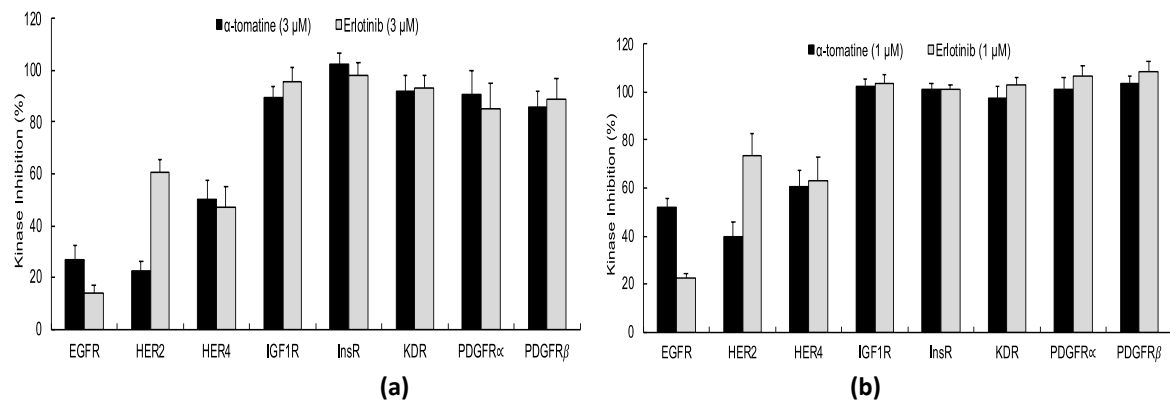 α-tomatine (3 μM) Erlotinib (3 μM)
Kinase Inhibition (%)
120
100
80
60
40
20
0
EGFR HER2 HER4 IGF1R InsR KDR PDGFR∝ PDGFRβ
(a)
α-tomatine (1 μM) Erlotinib (1 μM)
Kinase Inhibition (%)
120
100
80
60
40
20
0
EGFR HER2 HER4 IGF1R InsR KDR PDGFR∝ PDGFRβ
(b)